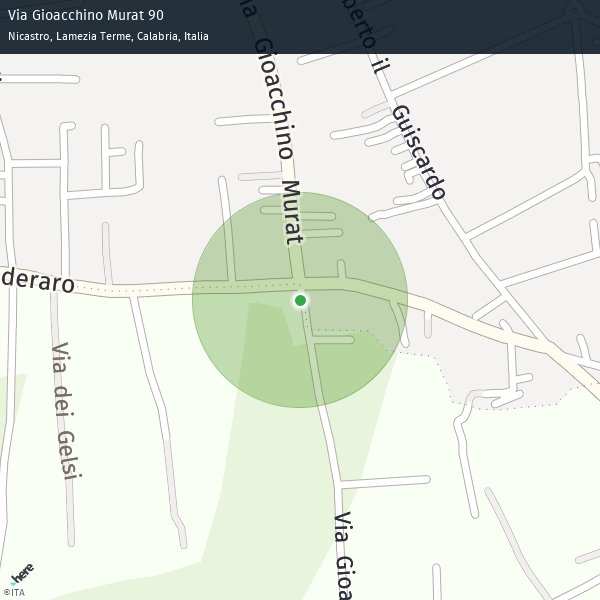 Via Gioacchino Murat 90
Nicastro, Lamezia Terme, Calabria, Italia
Gioacchino Murat
berto il Guiscardo
deraro
Via dei Gelsi
Via Gioa
here
©ITA